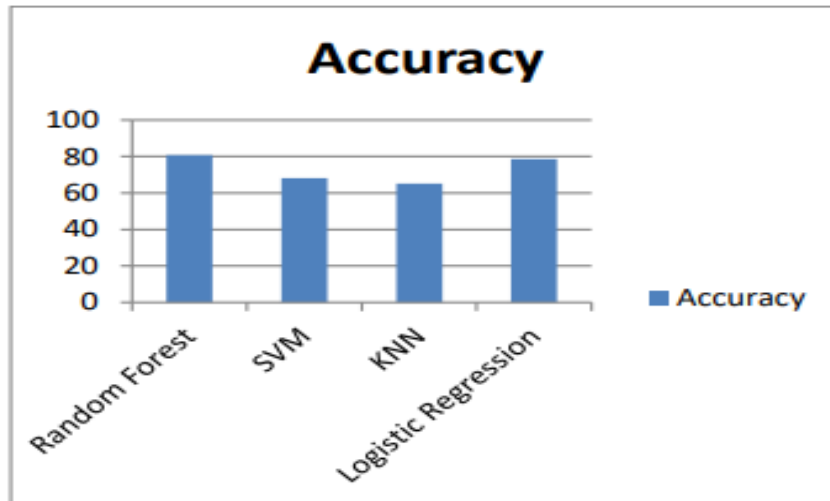 Accuracy
100
80
60
40
20
0
Random Forest
SVM
KNN
Logistic Regression
Accuracy